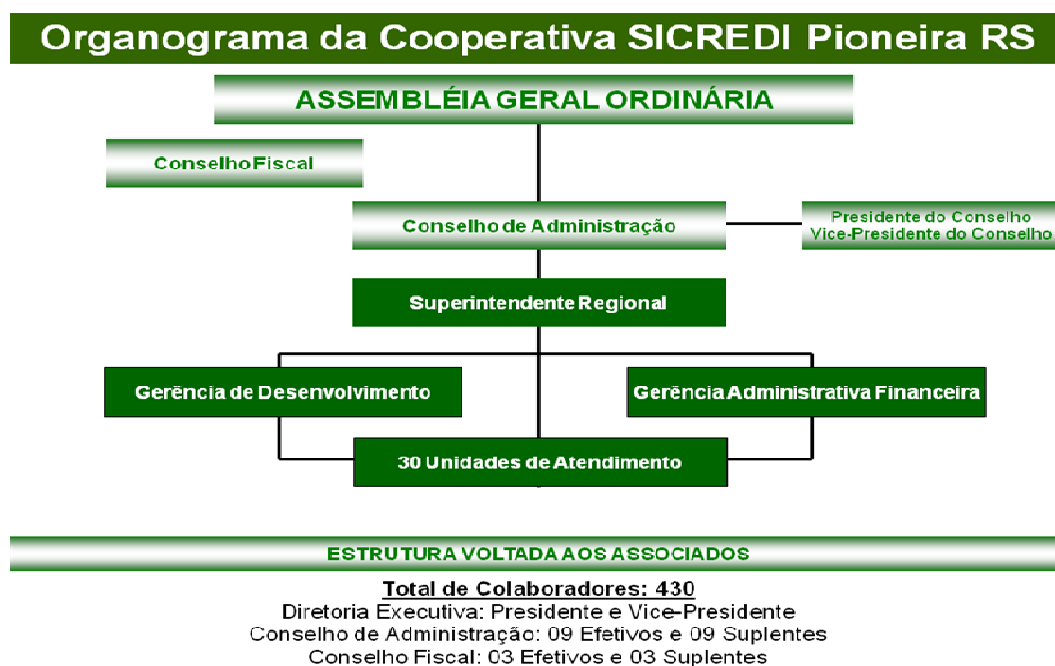 Organograma da Cooperativa SICREDI Pioneira RS
ASSEMBLÉIA GERAL ORDINÁRIA
Conselho Fiscal
Conselho de Administração
Presidente do Conselho
Vice-Presidente do Conselho
Superintendente Regional
Gerência de Desenvolvimento
Gerência Administrativa Financeira
30 Unidades de Atendimento
ESTRUTURA VOLTADA AOS ASSOCIADOS
Total de Colaboradores: 430
Diretoria Executiva: Presidente e Vice-Presidente
Conselho de Administração: 09 Efetivos e 09 Suplentes
Conselho Fiscal: 03 Efetivos e 03 Suplentes